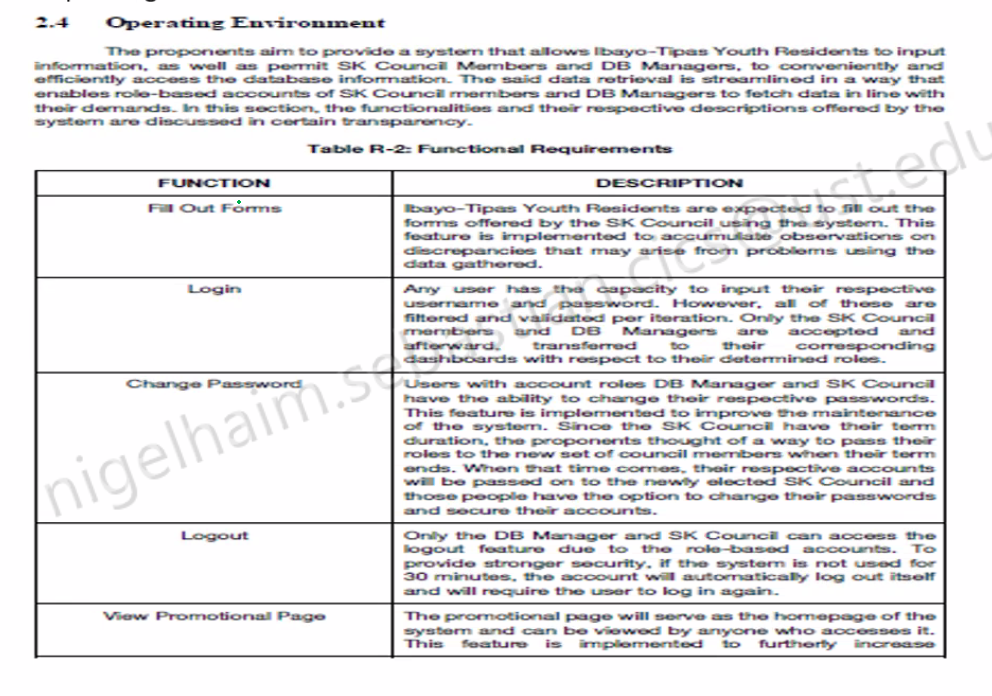 2.4 Operating Environment
The proponents aim to provide a system that allows Ibayo-Tipas Youth Residents to input
information, as well as permit SK Council Members and DB Managers, to conveniently and
efficiently access the database information. The said data retrieval is streamlined in a way that
enables role-based accounts of SK Council members and DB Managers to fetch data in line with
their demands. In this section, the functionalities and their respective descriptions offered by the
system are discussed in certain transparency.
Table R-2: Functional Requirements
FUNCTION
DESCRIPTION
Fill Out Forms
Ibayo-Tipas Youth Residents are expected to fill out the
forms offered by the SK Council using the system. This
feature is implemented to accumulate observations on
discrepancies that may arise from problems using the
data gathered.
Login
Any user has the capacity to input their respective
username and password. However, all of these are
filtered and validated per iteration. Only the SK Council
members and DB Managers are accepted and
afterward, transferred to their corresponding
dashboards with respect to their determined roles.
Change Password
Users with account roles DB Manager and SK Council
have the ability to change their respective passwords.
This feature is implemented to improve the maintenance
of the system. Since the SK Council have their term
duration, the proponents thought of a way to pass their
roles to the new set of council members when their term
ends. When that time comes, their respective accounts
will be passed on to the newly elected SK Council and
those people have the option to change their passwords
and secure their accounts.
Logout
Only the DB Manager and SK Council can access the
logout feature due to the role-based accounts. To
provide stronger security, if the system is not used for
30 minutes, the account will automatically log out itself
and will require the user to log in again.
View Promotional Page
The promotional page will serve as the homepage of the
system and can be viewed by anyone who accesses it.
This feature is implemented to furtherly increase
nigelhaim.sebastian.cics@ust.edu